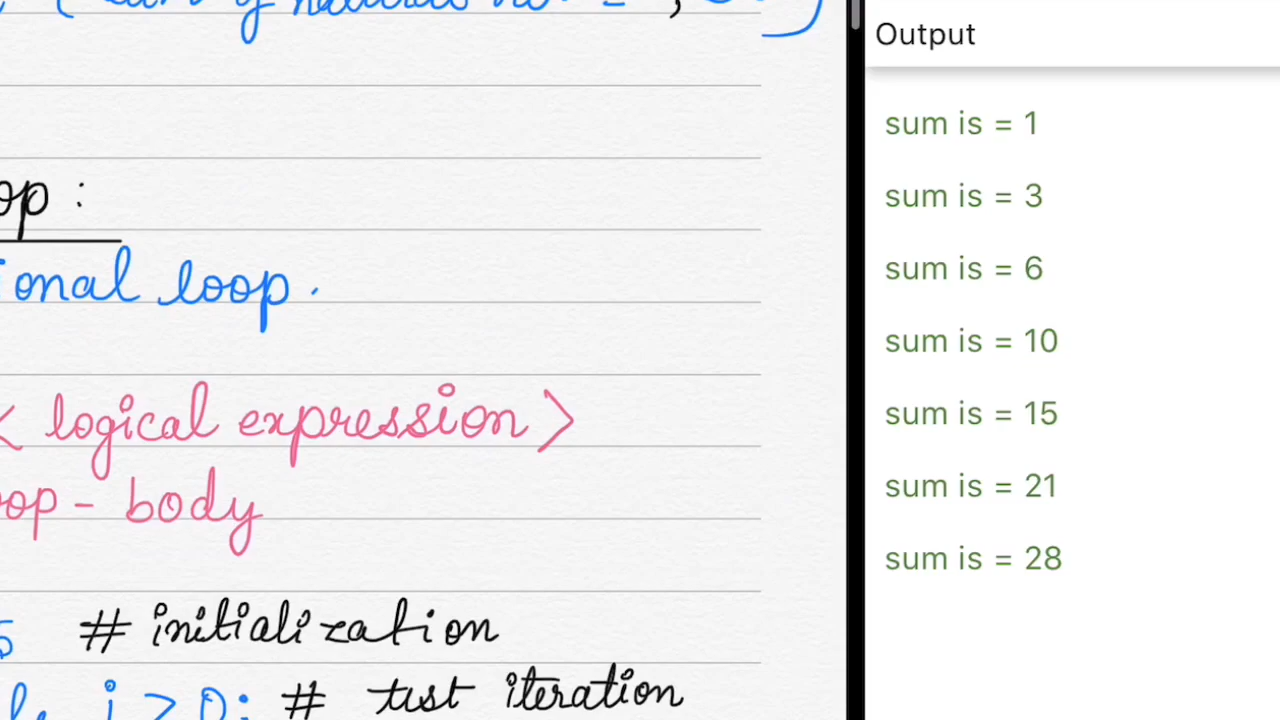 op :
onal loop.
< logical expression >
op - body
5 # initialization
i > 0: # test iteration
Output
sum is = 1
sum is = 3
sum is = 6
sum is = 10
sum is = 15
sum is = 21
sum is = 28